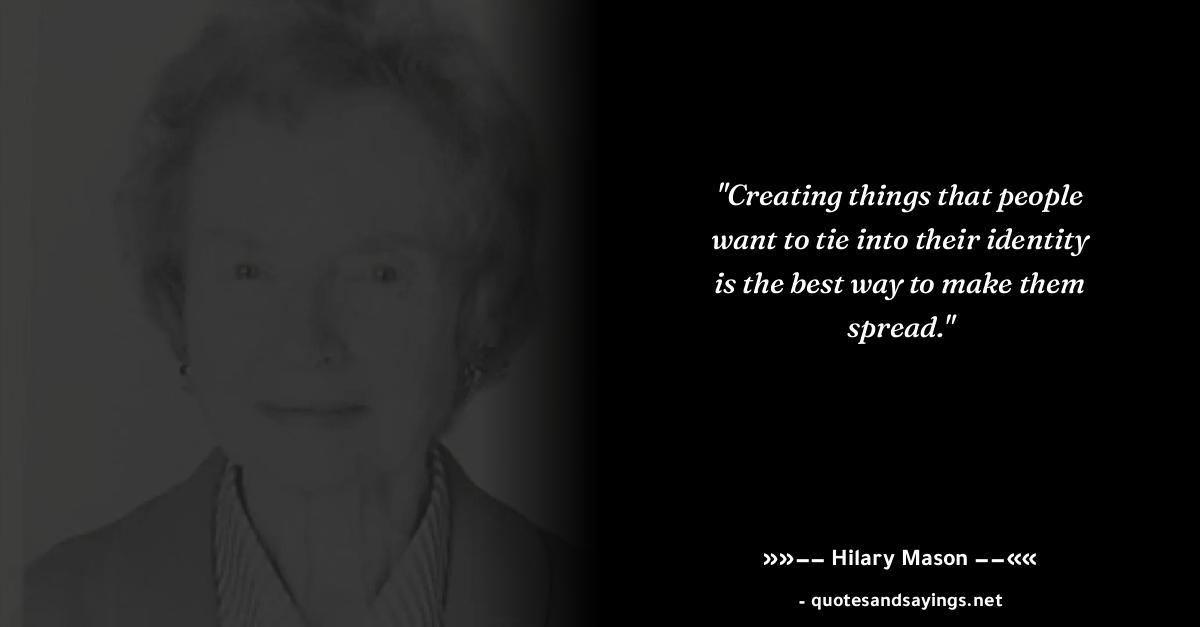 "Creating things that people
want to tie into their identity
is the best way to make them
spread."
»»−− Hilary Mason −−««
- quotesandsayings.net